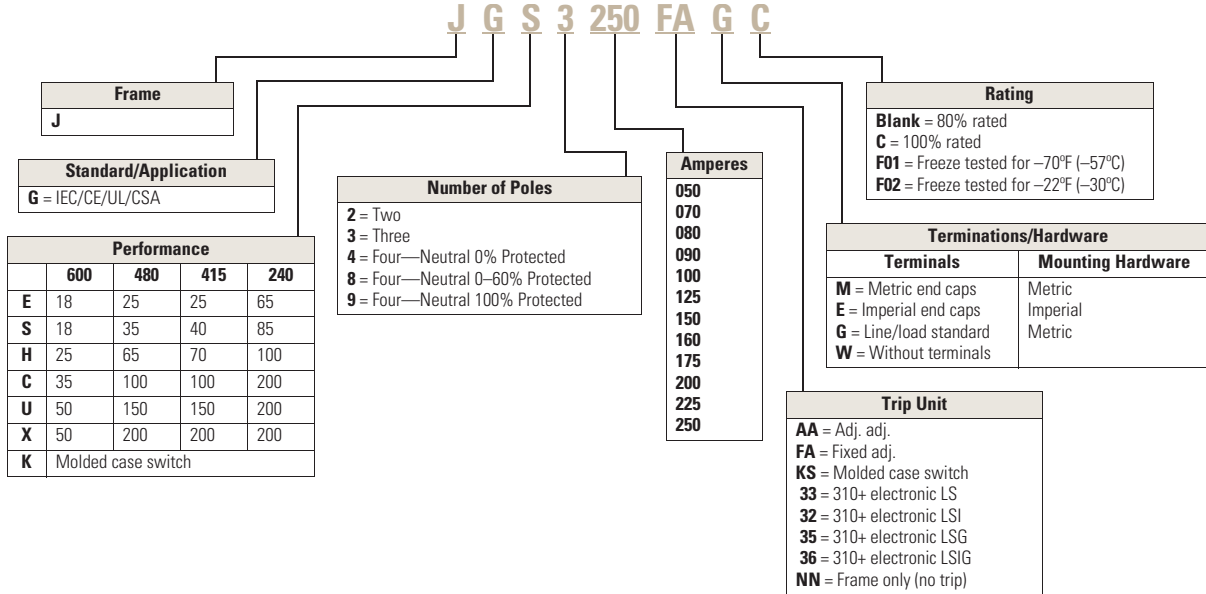 J G S 3 250 FA G C
Frame
J
Standard/Application
G = IEC/CE/UL/CSA
Performance
600 480 415 240
E 18 25 25 65
S 18 35 40 85
H 25 65 70 100
C 35 100 100 200
U 50 150 150 200
X 50 200 200 200
K Molded case switch
Number of Poles
2 = Two
3 = Three
4 = Four—Neutral 0% Protected
8 = Four—Neutral 0–60% Protected
9 = Four—Neutral 100% Protected
Amperes
050
070
080
090
100
125
150
160
175
200
225
250
Rating
Blank = 80% rated
C = 100% rated
F01 = Freeze tested for –70ºF (–57ºC)
F02 = Freeze tested for –22ºF (–30ºC)
Terminations/Hardware
Terminals Mounting Hardware
M = Metric end caps Metric
E = Imperial end caps Imperial
G = Line/load standard Metric
W = Without terminals
Trip Unit
AA = Adj. adj.
FA = Fixed adj.
KS = Molded case switch
33 = 310+ electronic LS
32 = 310+ electronic LSI
35 = 310+ electronic LSG
36 = 310+ electronic LSIG
NN = Frame only (no trip)